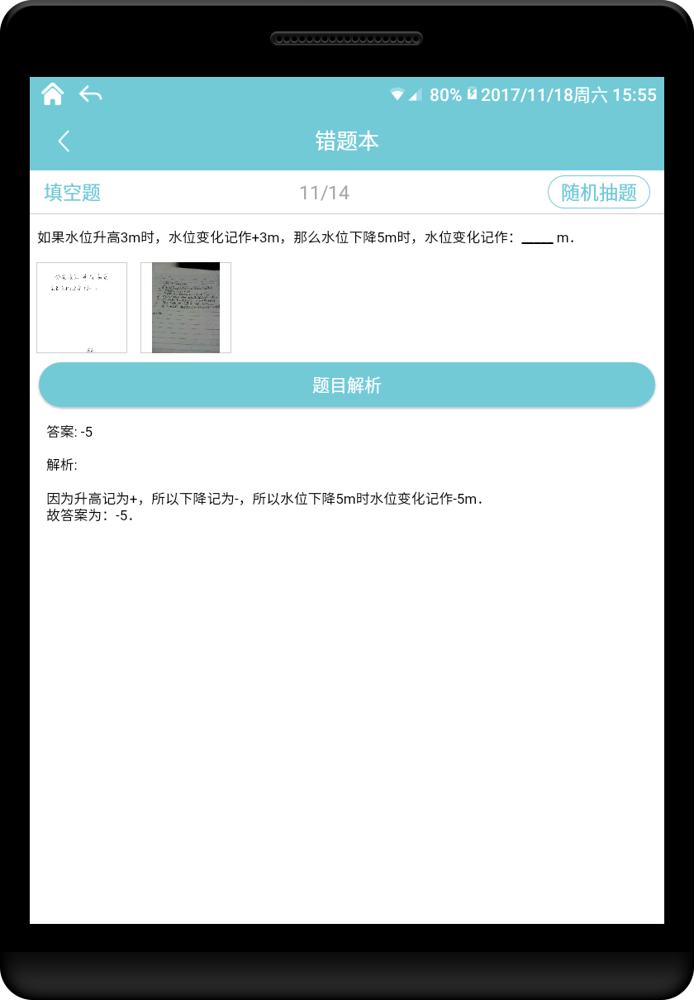 80% 2017/11/18周六 15:55
错题本
填空题 11/14 随机抽题
如果水位升高3m时，水位变化记作+3m，那么水位下降5m时，水位变化记作：_____ m．
题目解析
答案: -5
解析:
因为升高记为+，所以下降记为-，所以水位下降5m时水位变化记作-5m．
故答案为：-5．